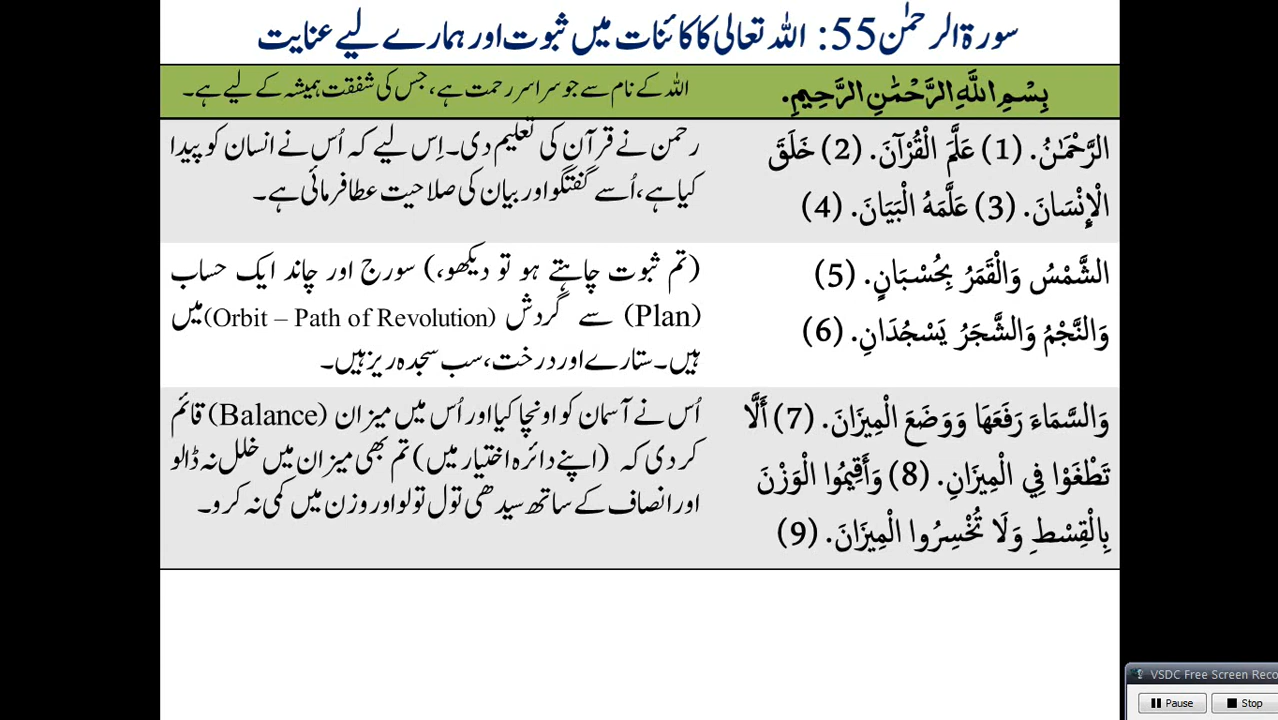 سورۃ الرحمٰن 55: اللہ تعالی کا کائنات میں ثبوت اور ہمارے لیے عنایت
بِسْمِ اللَّهِ الرَّحْمَٰنِ الرَّحِيمِ.
اللہ کے نام سے جو سراسر رحمت ہے، جس کی شفقت ہمیشہ کے لیے ہے۔
الرَّحْمَٰنُ. (1) عَلَّمَ الْقُرْآنَ. (2) خَلَقَ
الْإِنْسَانَ. (3) عَلَّمَهُ الْبَيَانَ. (4)
رحمن نے قرآن کی تعلیم دی۔ اِس لیے کہ اُس نے انسان کو پیدا
کیا ہے، اُسے گفتگو اور بیان کی صلاحیت عطا فرمائی ہے۔
الشَّمْسُ وَالْقَمَرُ بِحُسْبَانٍ. (5)
وَالنَّجْمُ وَالشَّجَرُ يَسْجُدَانِ. (6)
(تم ثبوت چاہتے ہو تو دیکھو،) سورج اور چاند ایک حساب
(Plan) سے گردش (Orbit – Path of Revolution) میں
ہیں۔ ستارے اور درخت، سب سجدہ ریز ہیں۔
وَالسَّمَاءَ رَفَعَهَا وَوَضَعَ الْمِيزَانَ. (7) أَلَّا
تَطْغَوْا فِي الْمِيزَانِ. (8) وَأَقِيمُوا الْوَزْنَ
بِالْقِسْطِ وَلَا تُخْسِرُوا الْمِيزَانَ. (9)
اُس نے آسمان کو اونچا کیا اور اُس میں میزان (Balance) قائم
کر دی کہ (اپنے دائرہ اختیار میں) تم بھی میزان میں خلل نہ ڈالو
اور انصاف کے ساتھ سیدھی تول تولو اور وزن میں کمی نہ کرو۔
VSDC Free Screen Reco
Pause Stop